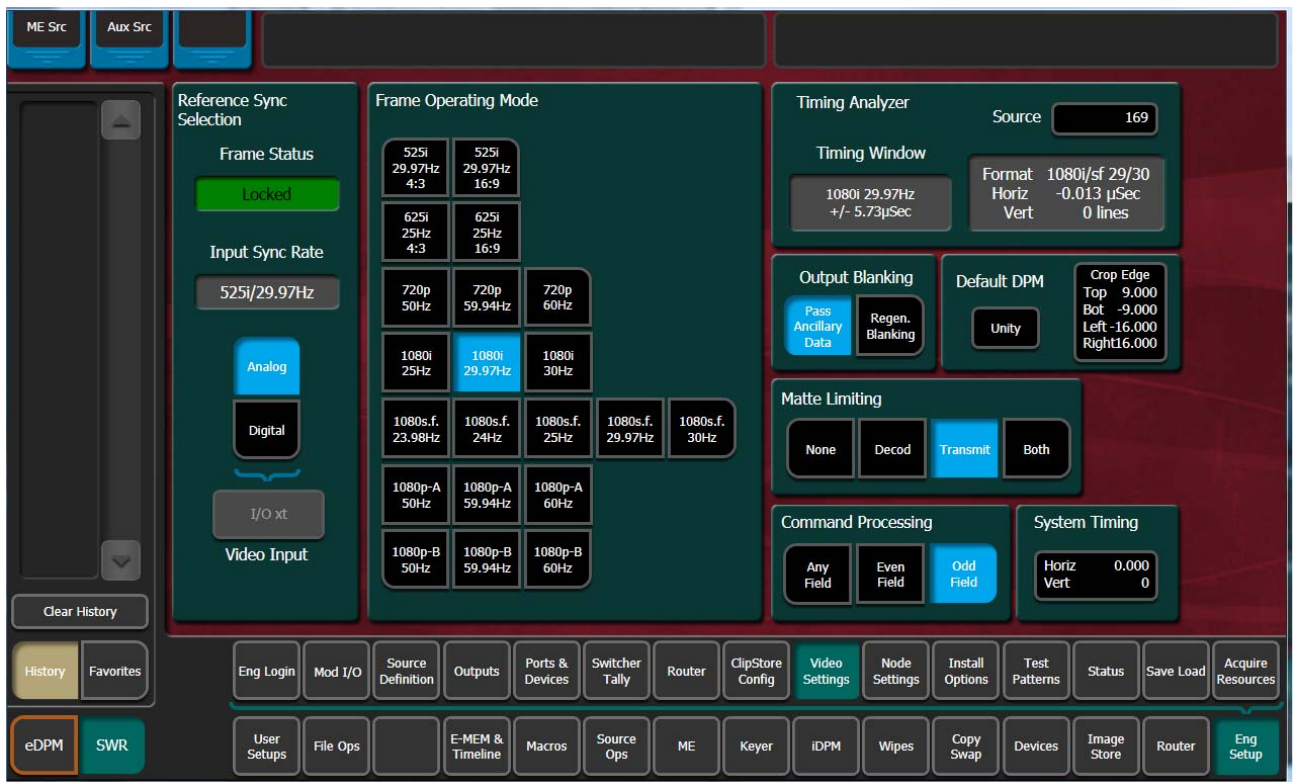 ME Src
Aux Src
Reference Sync
Selection
Frame Status
Locked
Input Sync Rate
525i/29.97Hz
Analog
Digital
I/O xt
Video Input
Frame Operating Mode
525i
29.97Hz
4:3
525i
29.97Hz
16:9
625i
25Hz
4:3
625i
25Hz
16:9
720p
50Hz
720p
59.94Hz
720p
60Hz
1080i
25Hz
1080i
29.97Hz
1080i
30Hz
1080s.f.
23.98Hz
1080s.f.
24Hz
1080s.f.
25Hz
1080s.f.
29.97Hz
1080s.f.
30Hz
1080p-A
50Hz
1080p-A
59.94Hz
1080p-A
60Hz
1080p-B
50Hz
1080p-B
59.94Hz
1080p-B
60Hz
Timing Analyzer
Source 169
Timing Window
1080i 29.97Hz
+/- 5.73µSec
Format 1080i/sf 29/30
Horiz -0.013 µSec
Vert 0 lines
Output Blanking
Pass
Ancillary
Data
Regen.
Blanking
Default DPM
Unity
Crop Edge
Top 9.000
Bot -9.000
Left -16.000
Right16.000
Matte Limiting
None
Decod
Transmit
Both
Command Processing
Any
Field
Even
Field
Odd
Field
System Timing
Horiz 0.000
Vert 0
Clear History
History
Favorites
Eng Login
Mod I/O
Source
Definition
Outputs
Ports &
Devices
Switcher
Tally
Router
ClipStore
Config
Video
Settings
Node
Settings
Install
Options
Test
Patterns
Status
Save Load
Acquire
Resources
eDPM
SWR
User
Setups
File Ops
E-MEM &
Timeline
Macros
Source
Ops
ME
Keyer
iDPM
Wipes
Copy
Swap
Devices
Image
Store
Router
Eng
Setup